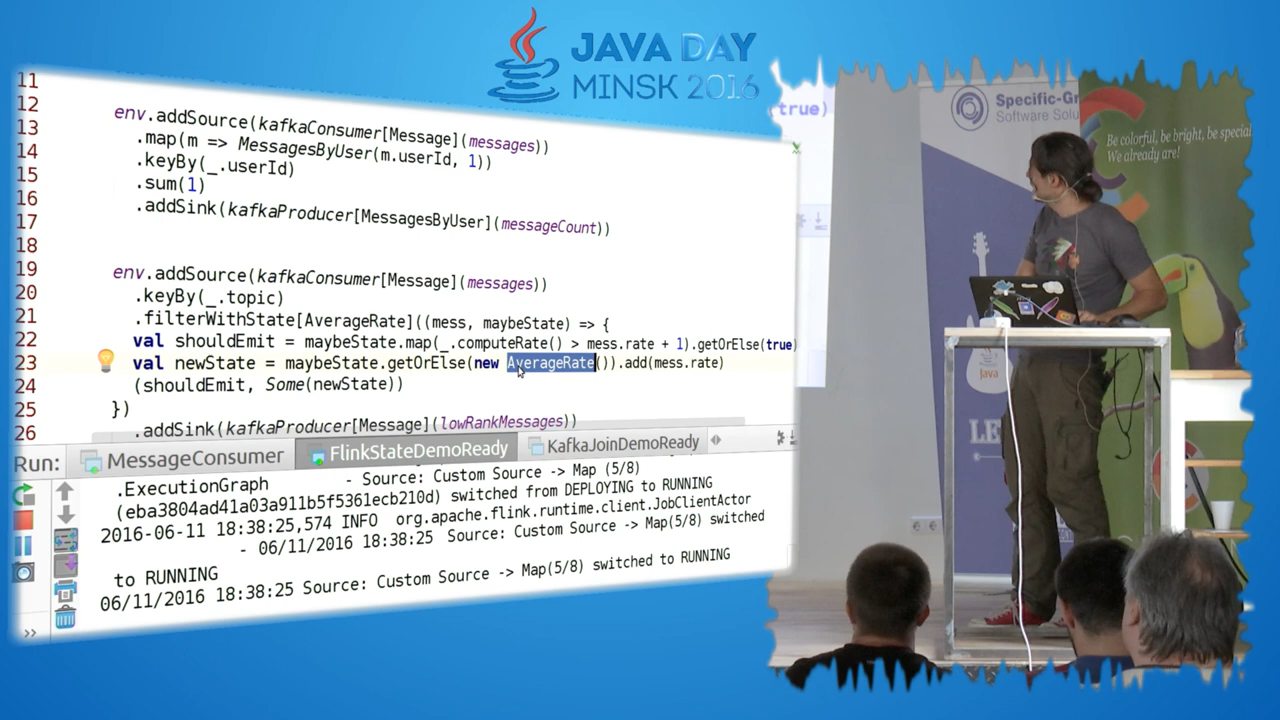 JAVA DAY
MINSK 2016
11
12
13 env.addSource(kafkaConsumer[Message](messages))
14 .map(m => MessagesByUser(m.userId, 1))
15 .keyBy(_.userId)
16 .sum(1)
17 .addSink(kafkaProducer[MessagesByUser](messageCount))
18
19 env.addSource(kafkaConsumer[Message](messages))
20 .keyBy(_.topic)
21 .filterWithState[AverageRate]((mess, maybeState) => {
22 val shouldEmit = maybeState.map(_.computeRate() > mess.rate + 1).getOrElse(true)
23 val newState = maybeState.getOrElse(new AverageRate()).add(mess.rate)
24 (shouldEmit, Some(newState))
25 })
26 .addSink(kafkaProducer[Message](lowRankMessages))
Run: MessageConsumer FlinkStateDemoReady KafkaJoinDemoReady
.ExecutionGraph - Source: Custom Source -> Map (5/8)
(eba3804ad41a03a911b5f5361ecb210d) switched from DEPLOYING to RUNNING
2016-06-11 18:38:25,574 INFO org.apache.flink.runtime.client.JobClientActor
- 06/11/2016 18:38:25 Source: Custom Source -> Map(5/8) switched
to RUNNING
06/11/2016 18:38:25 Source: Custom Source -> Map(5/8) switched to RUNNING
true)
Specific-Gr
Software Solu
Be colorful, be bright, be special
We already are!
Java
LE